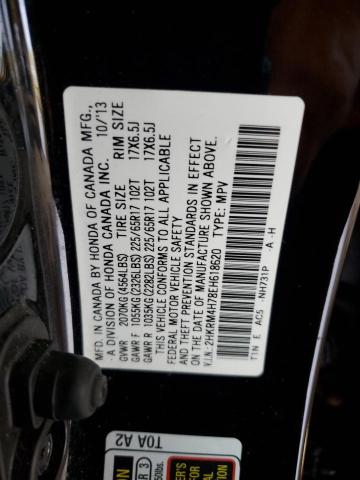 MFD. IN CANADA BY HONDA OF CANADA MFG.,
A DIVISION OF HONDA CANADA INC. 10/13
GVWR 2070KG (4564LBS) TIRE SIZE RIM SIZE
GAWR F 1055KG (2326LBS) 225/65R17 102T 17X6.5J
GAWR R 1035KG (2282LBS) 225/65R17 102T 17X6.5J
THIS VEHICLE CONFORMS TO ALL APPLICABLE
FEDERAL MOTOR VEHICLE SAFETY
AND THEFT PREVENTION STANDARDS IN EFFECT
ON THE DATE OF MANUFACTURE SHOWN ABOVE.
V.I.N.: 2HKRM4H78EH618620 TYPE: MPV
T1N E AC5 NH731P A -H
T0A A2